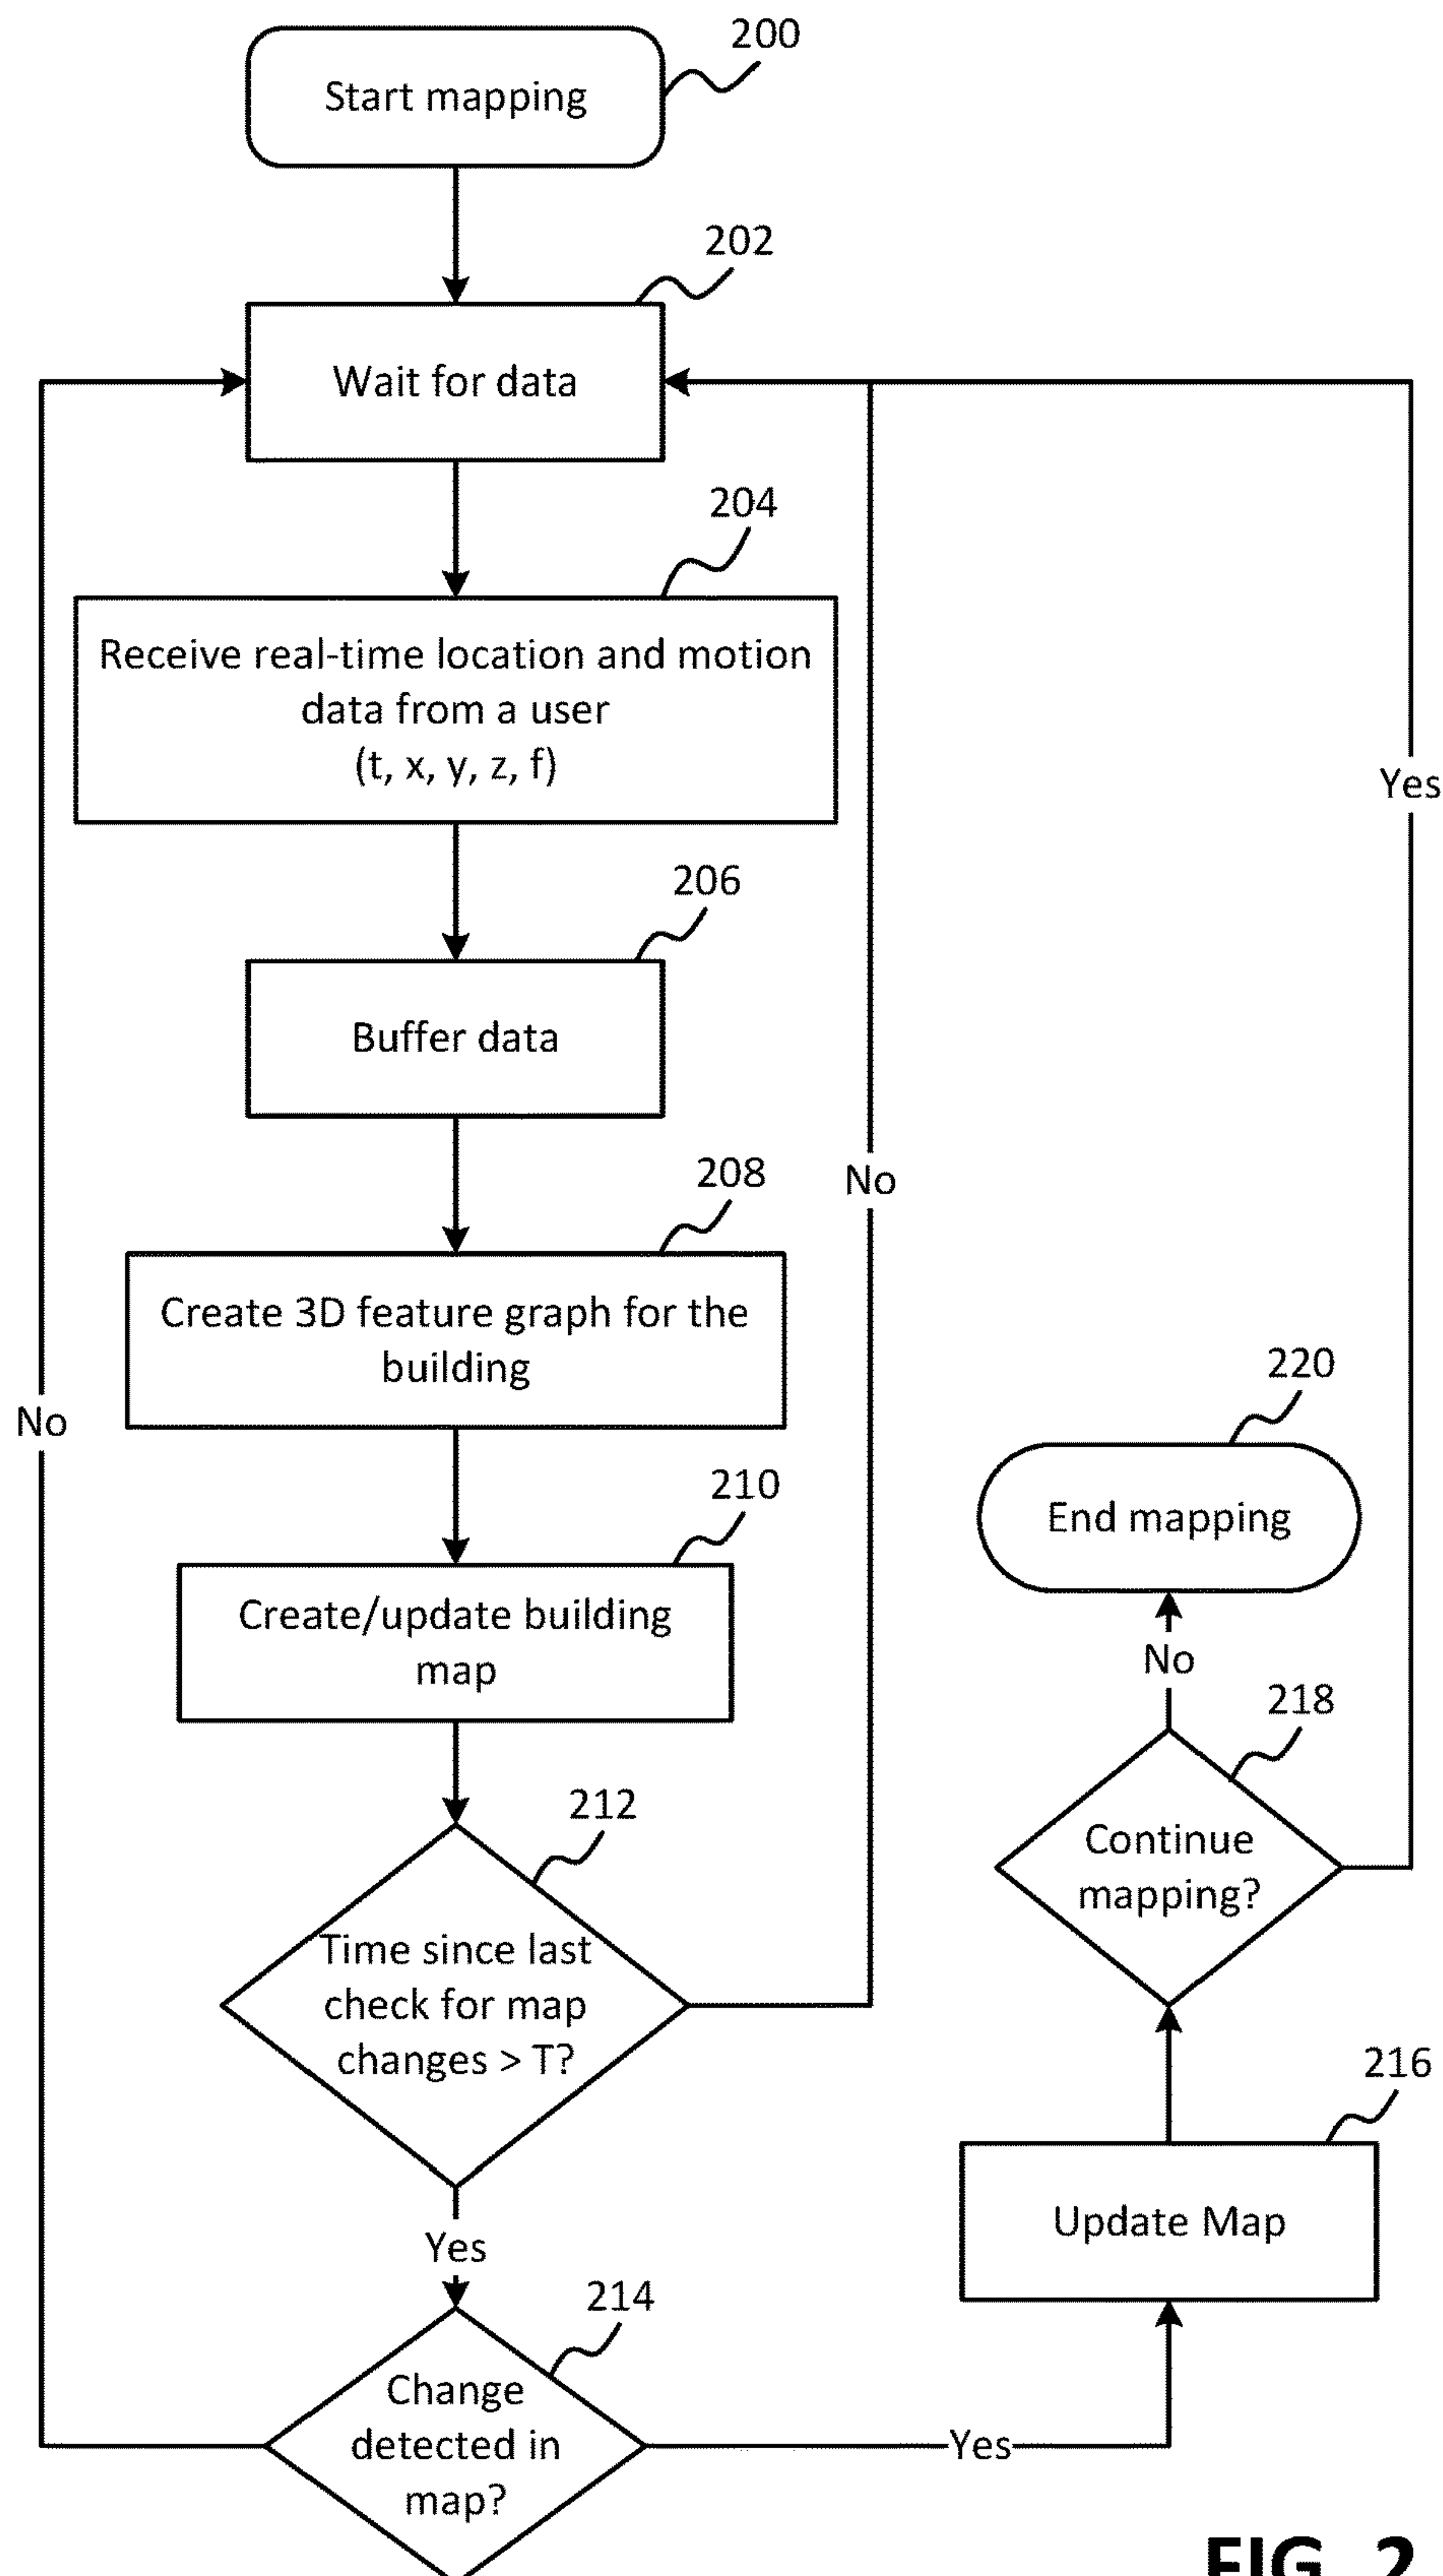 200
Start mapping
202
Wait for data
204
Receive real-time location and motion
data from a user
(t, x, y, z, f)
Yes
206
Buffer data
208
No
Create 3D feature graph for the
building
220
No
210
End mapping
Create/update building
map
No
218
212
Continue
mapping?
Time since last
check for map
changes > T?
216
Update Map
Yes
214
Change
detected in
map?
Yes
FIG. 2